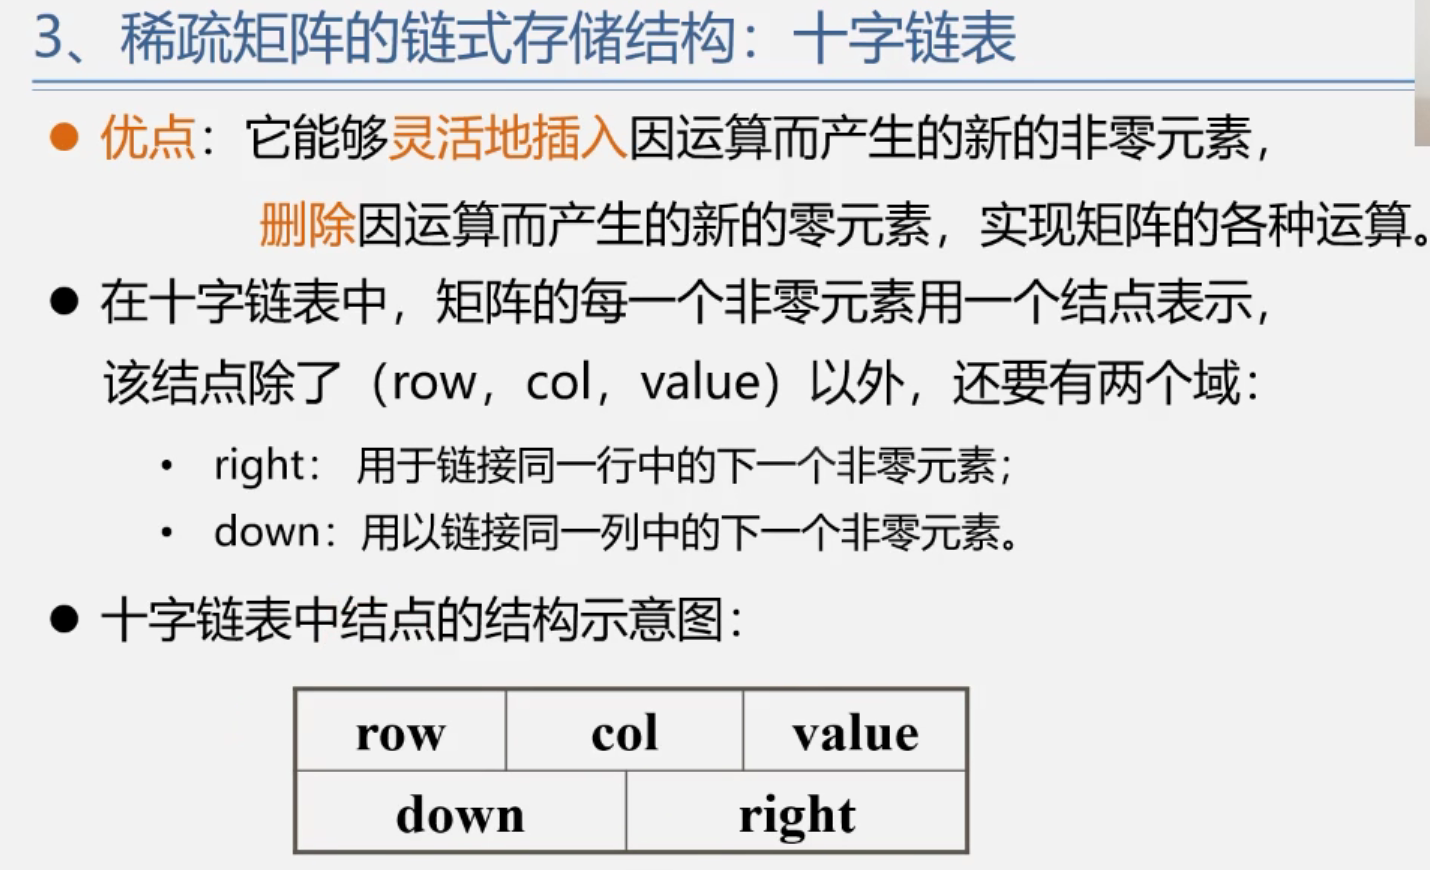 3、稀疏矩阵的链式存储结构：十字链表
优点：它能够灵活地插入因运算而产生的新的非零元素，
删除因运算而产生的新的零元素，实现矩阵的各种运算。
在十字链表中，矩阵的每一个非零元素用一个结点表示，
该结点除了（row，col，value）以外，还要有两个域：
• right： 用于链接同一行中的下一个非零元素；
• down：用以链接同一列中的下一个非零元素。
十字链表中结点的结构示意图：
row col value
down right